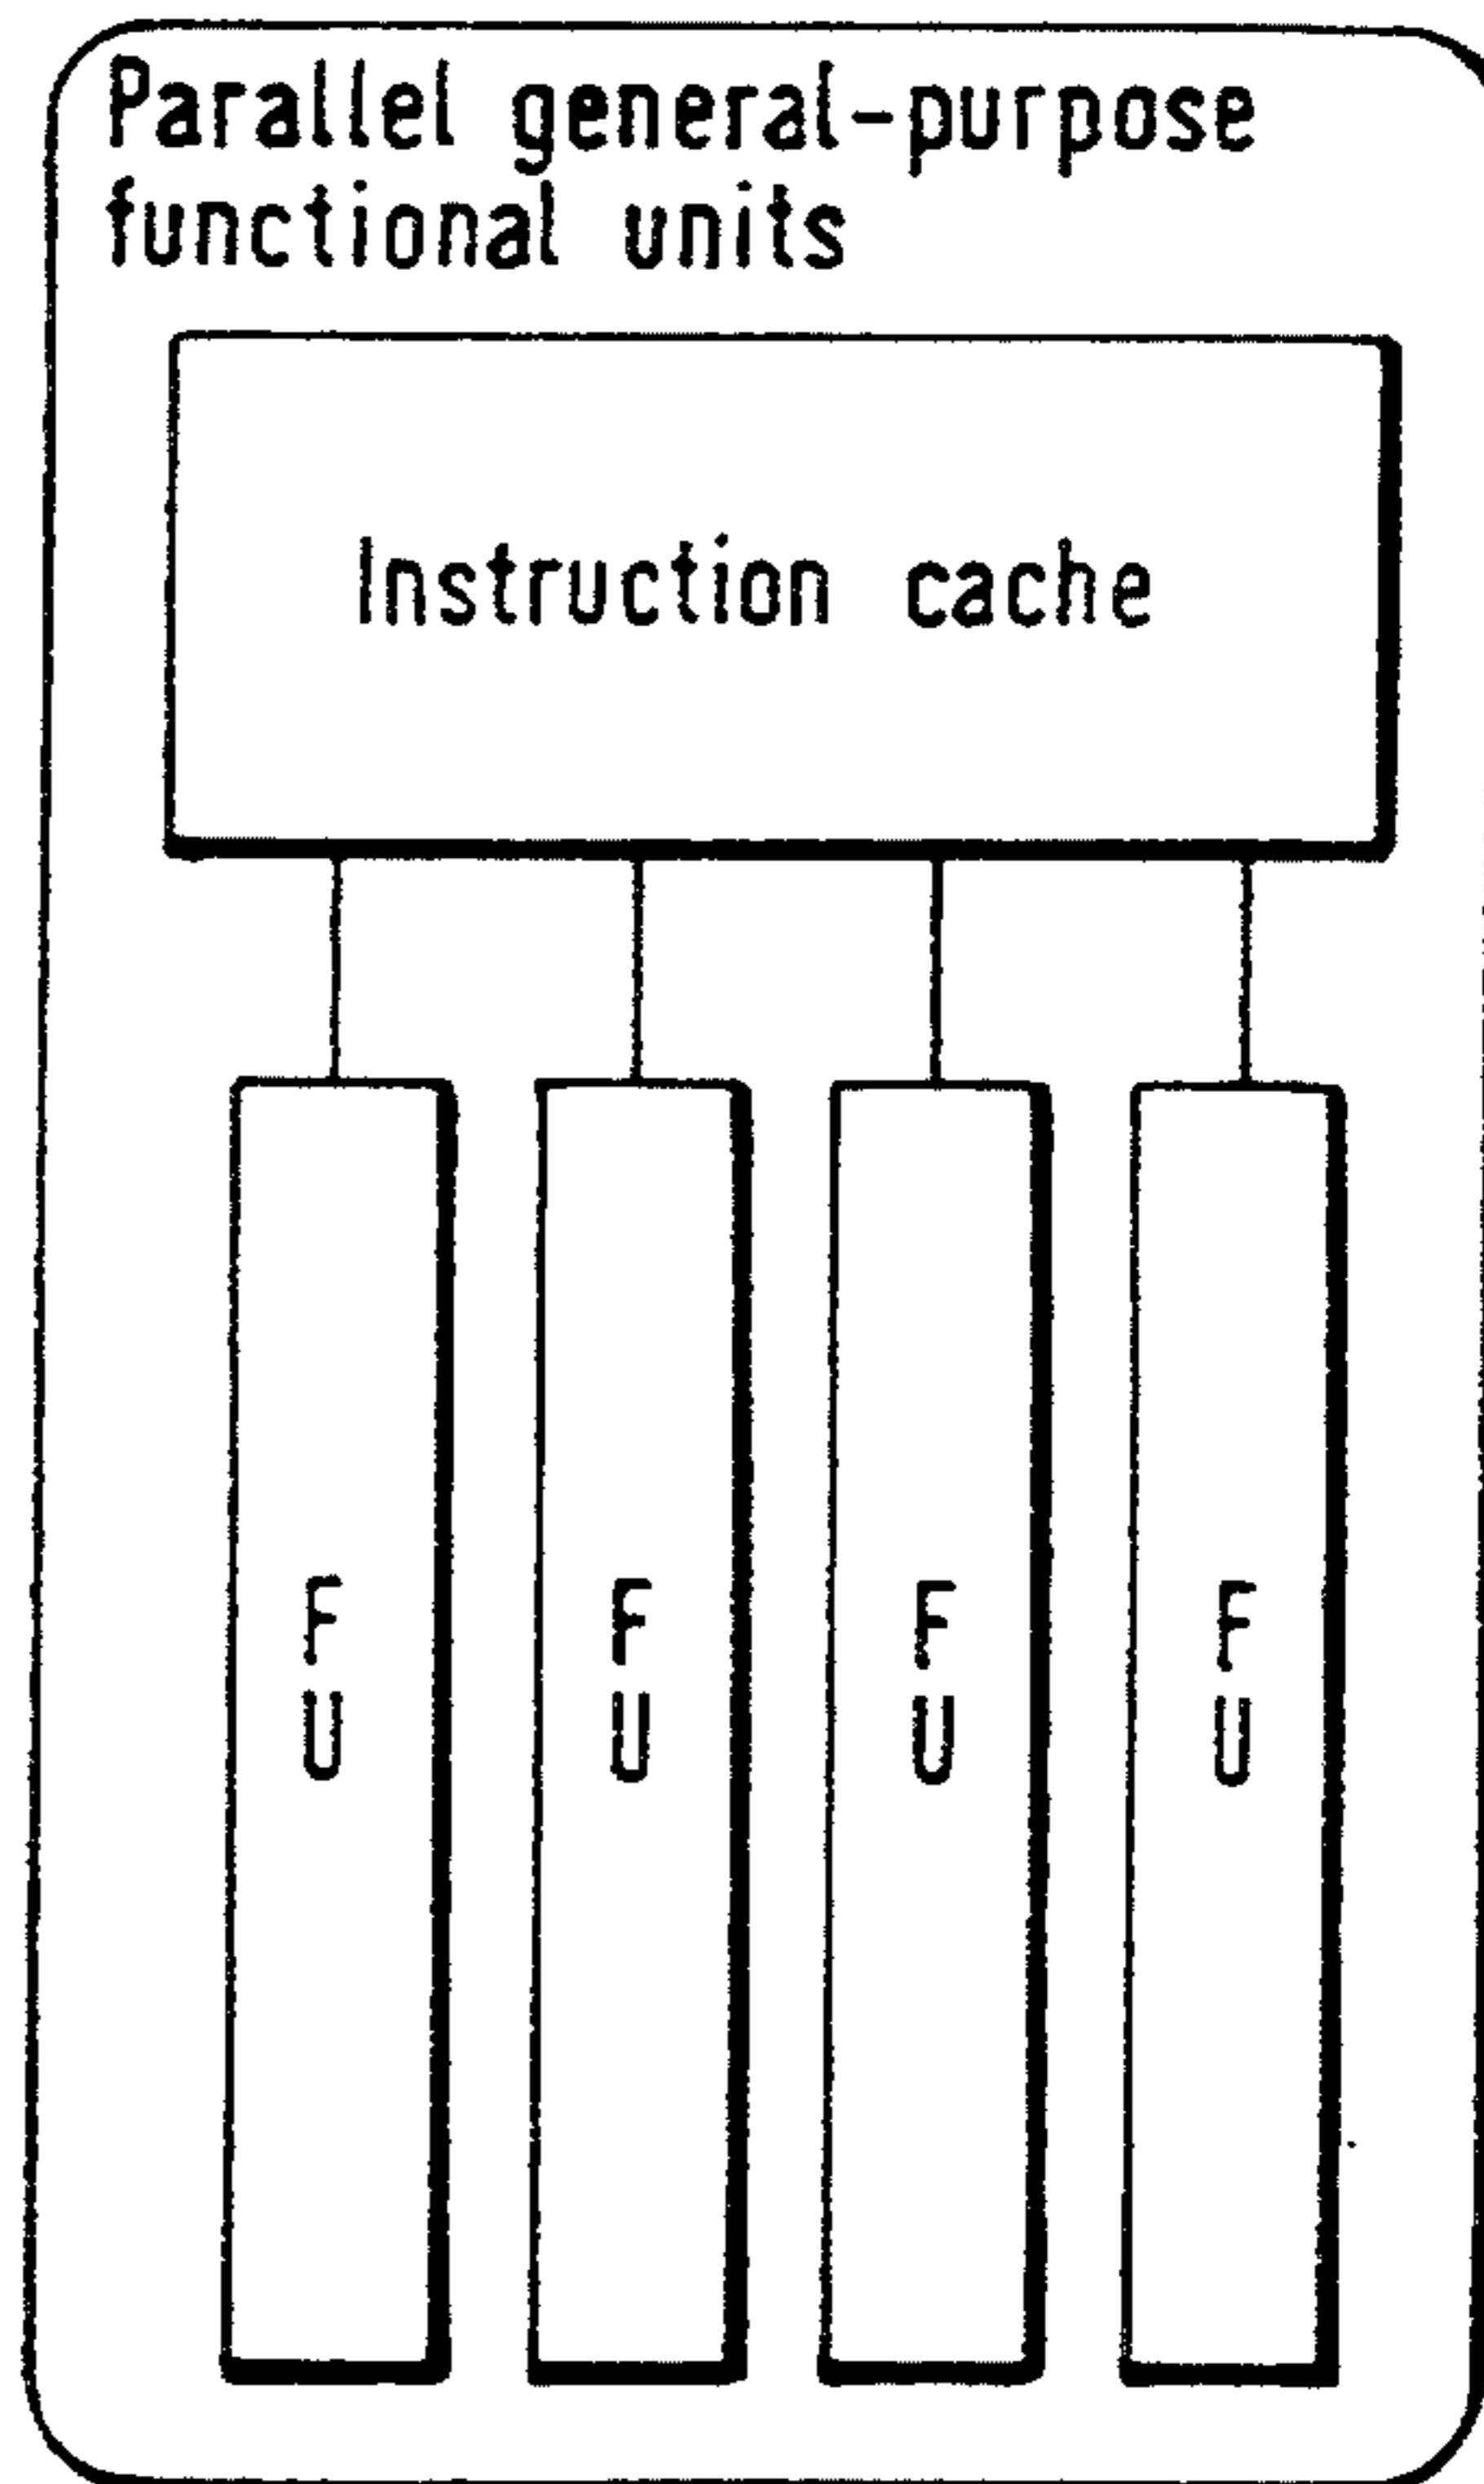 Parallel general-purpose
functional units
Instruction cache
F F F F
U U U U